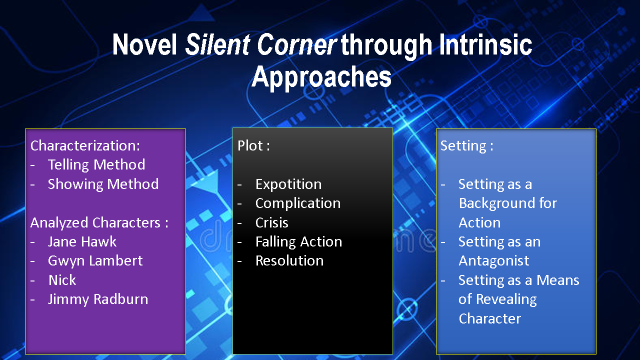 Novel Silent Corner through Intrinsic
Approaches
Characterization:
- Telling Method
- Showing Method
Analyzed Characters :
- Jane Hawk
- Gwyn Lambert
- Nick
- Jimmy Radburn
Plot :
- Expotition
- Complication
- Crisis
- Falling Action
- Resolution
Setting :
- Setting as a
Background for
Action
- Setting as an
Antagonist
- Setting as a Means
of Revealing
Character